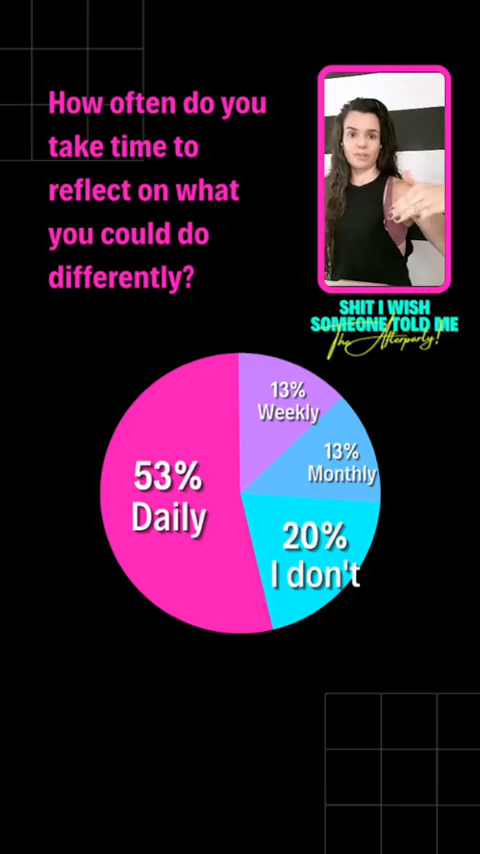 How often do you
take time to
reflect on what
you could do
differently?
SHIT I WISH
SOMEONE TOLD ME
The Afterparty!
13%
Weekly
13%
Monthly
53%
Daily
20%
I don't